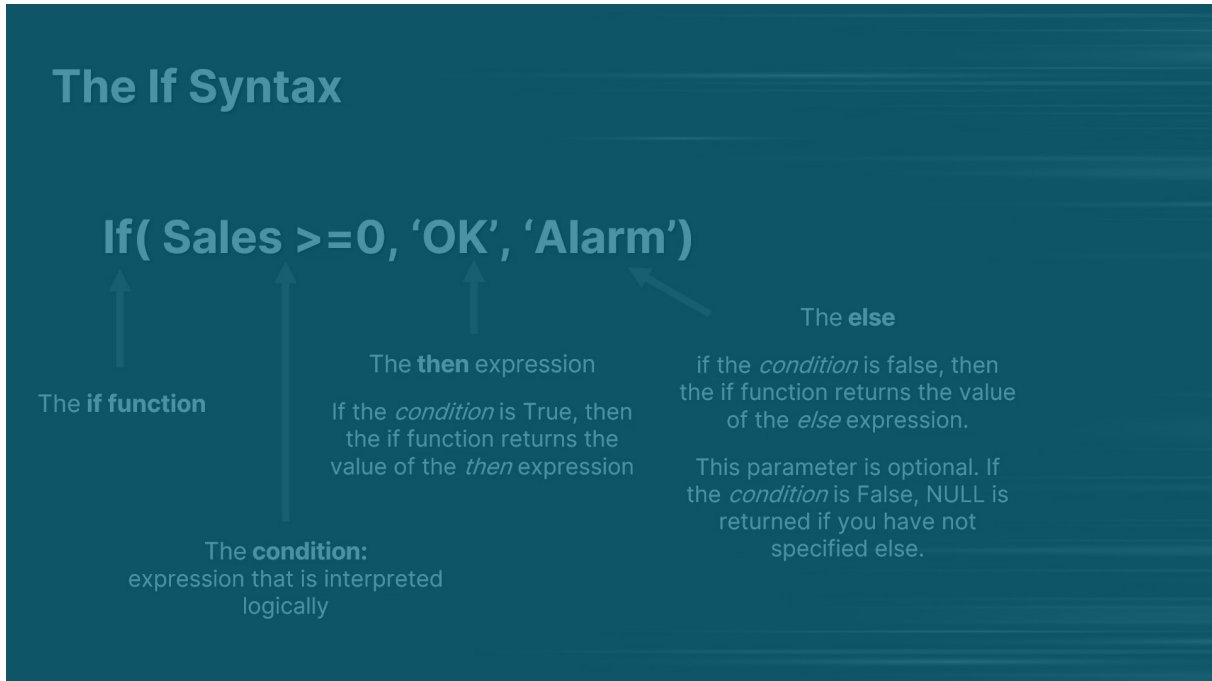 The If Syntax
If( Sales >=0, ‘OK’, ‘Alarm’)
The if function
The condition:
expression that is interpreted
logically
The then expression
If the condition is True, then
the if function returns the
value of the then expression
The else
if the condition is false, then
the if function returns the value
of the else expression.
This parameter is optional. If
the condition is False, NULL is
returned if you have not
specified else.